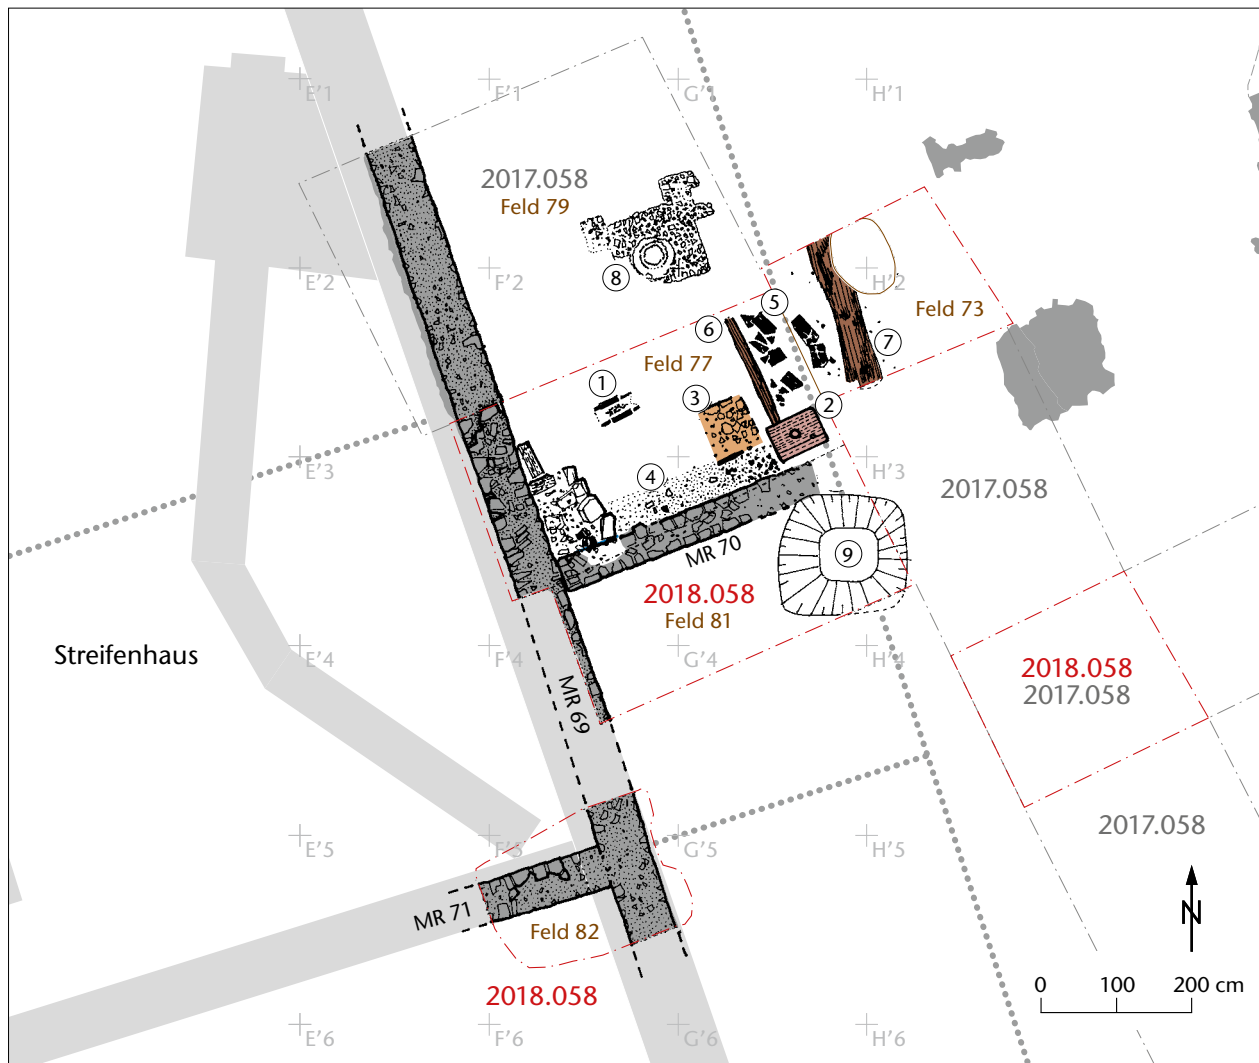 E'1
F'1
G'1
H'1
2017.058
Feld 79
8
E'2
F'2
H'2
5
6
Feld 73
7
Feld 77
1
3
2
E'3
G'3
H'3
4
2017.058
MR 70
9
2018.058
Feld 81
Streifenhaus
E'4
F'4
G'4
H'4
2018.058
2017.058
MR 69
2017.058
E'5
F'5
G'5
H'5
MR 71
Feld 82
N
2018.058
0 100 200 cm
E'6
F'6
G'6
H'6